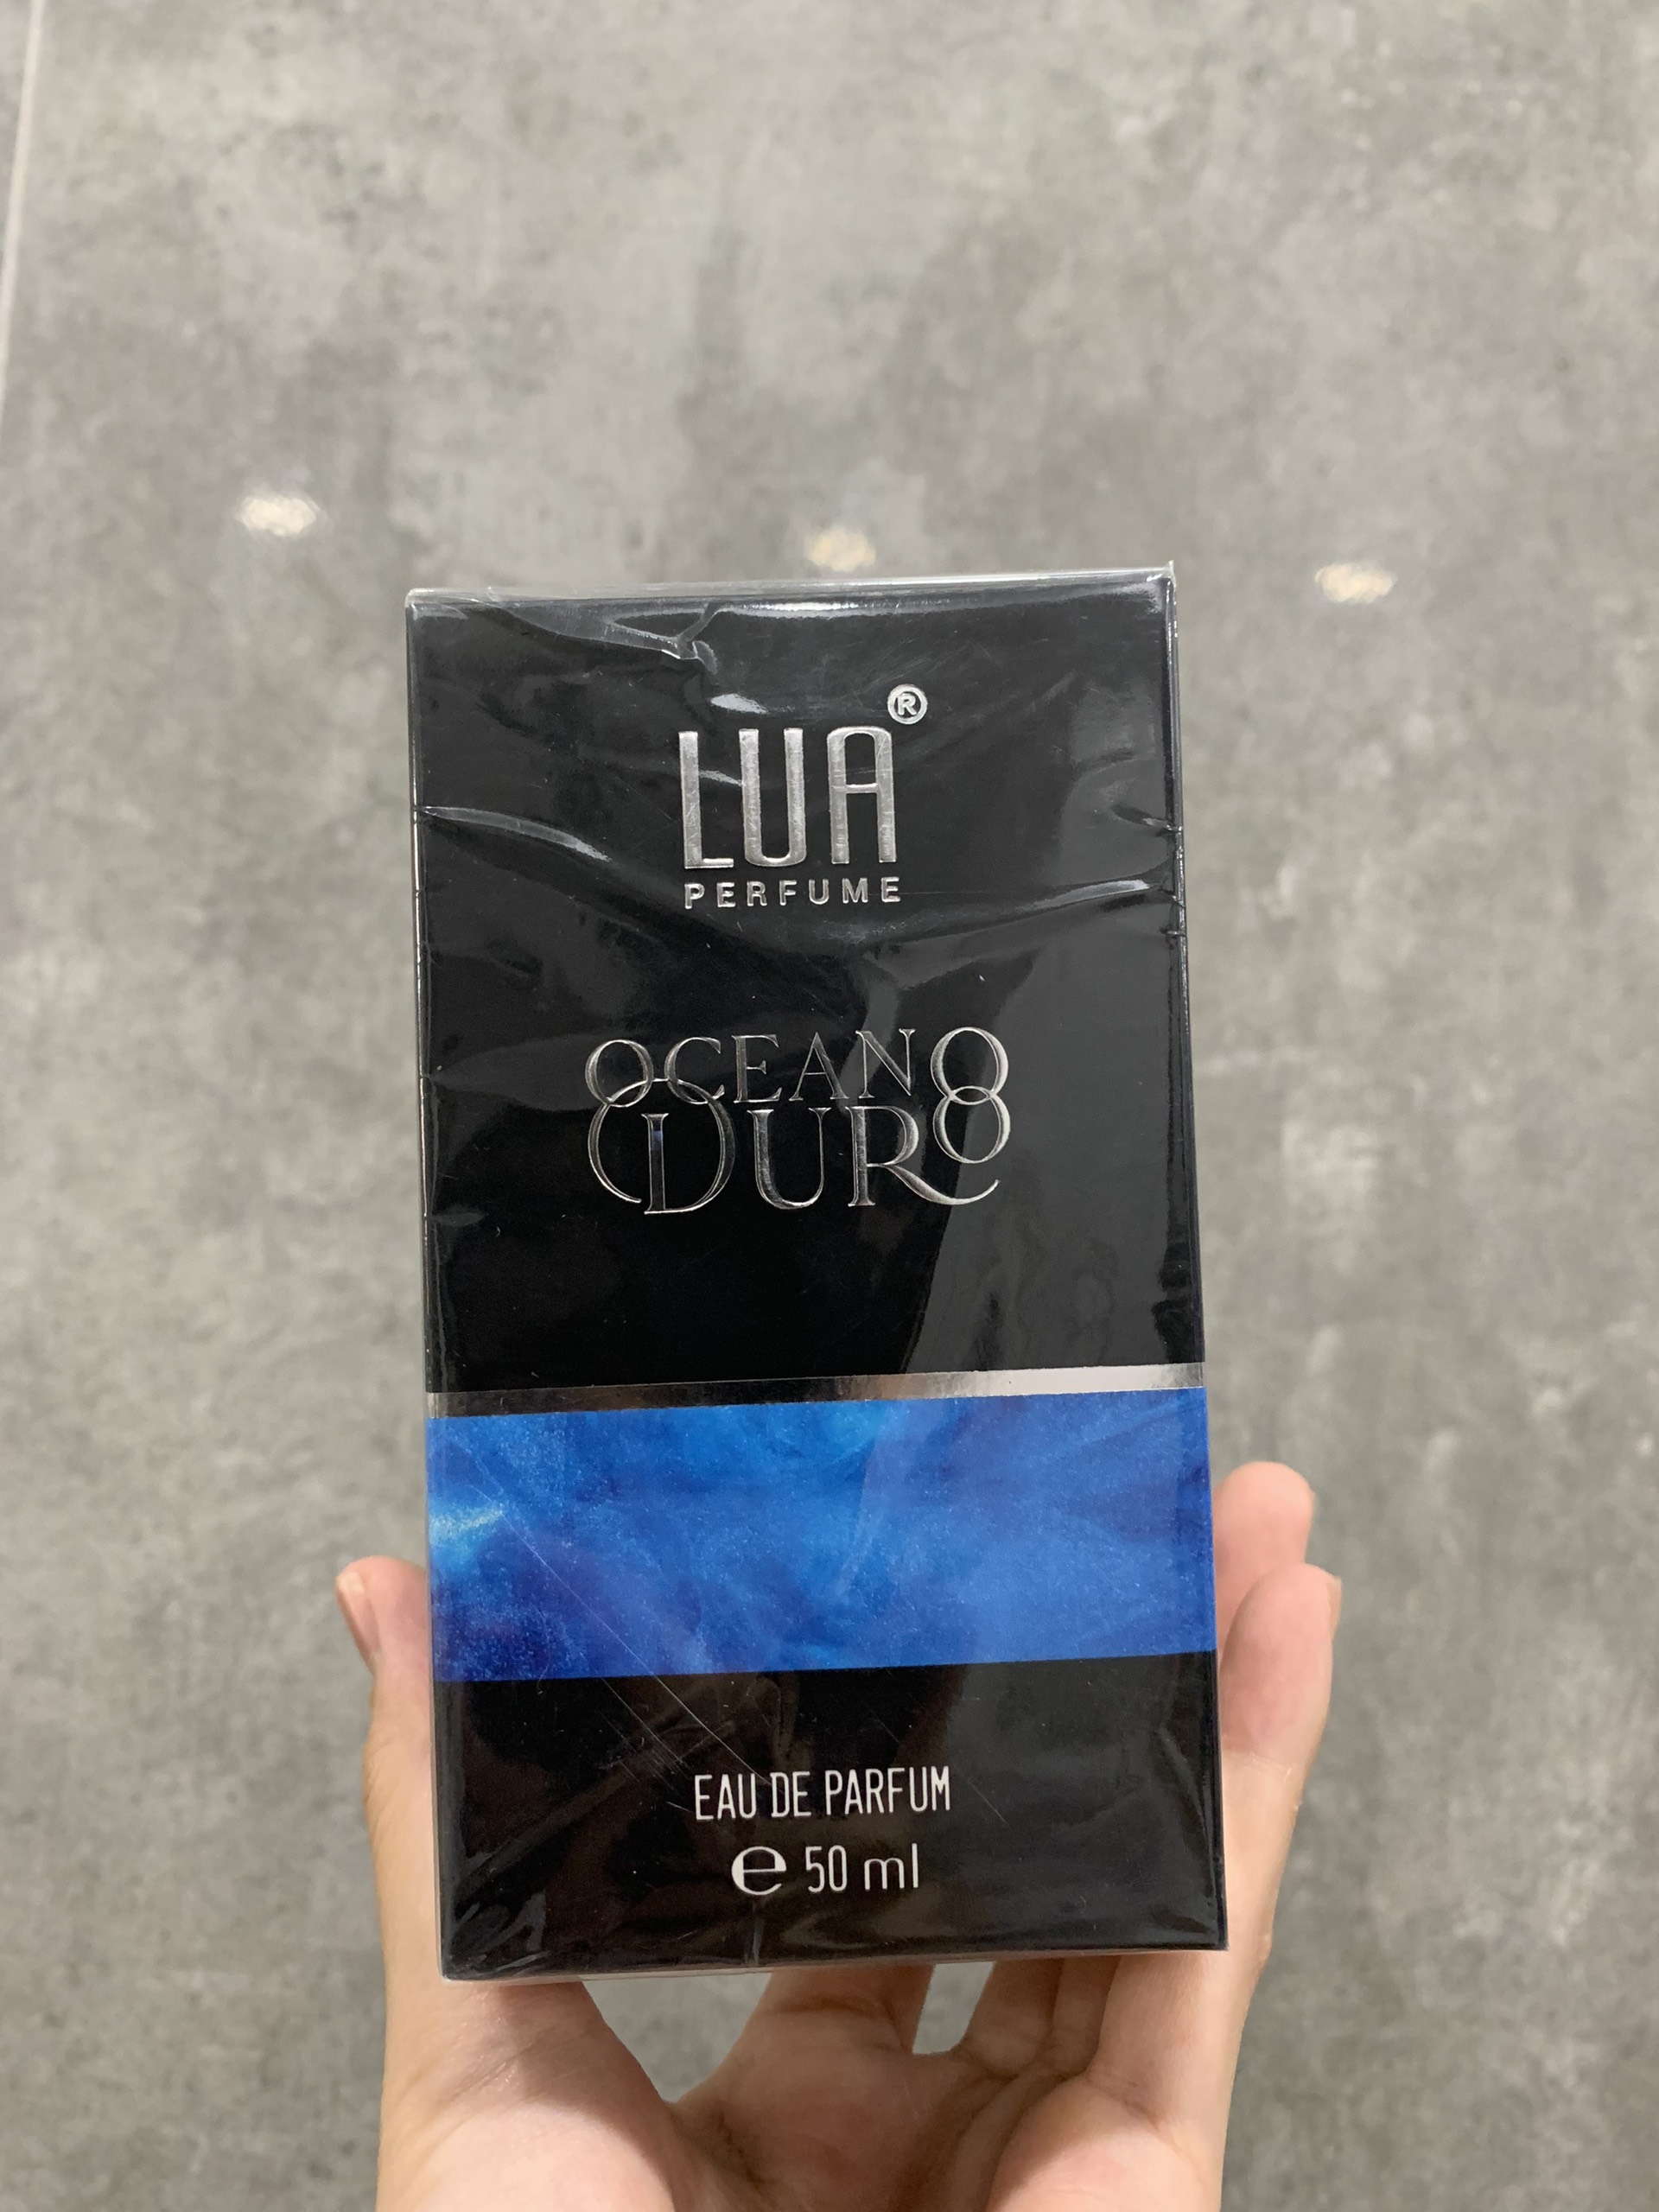 LUA®
PERFUME
OCEANO
DURO
EAU DE PARFUM
℮ 50 ml